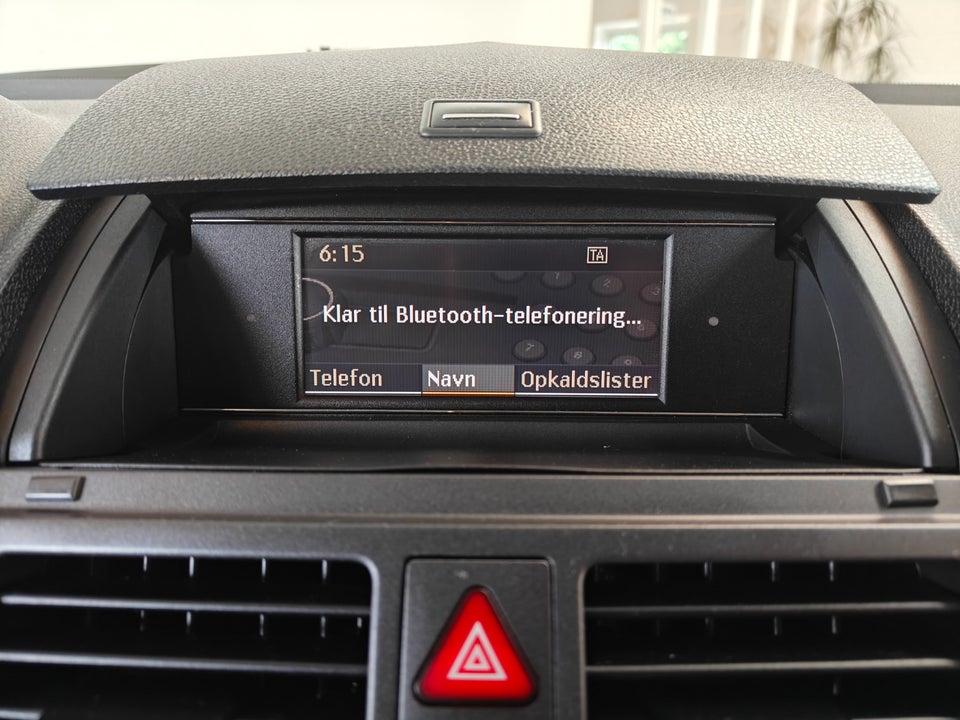 6:15 TA
Klar til Bluetooth-telefonering...
Telefon Navn Opkaldslister